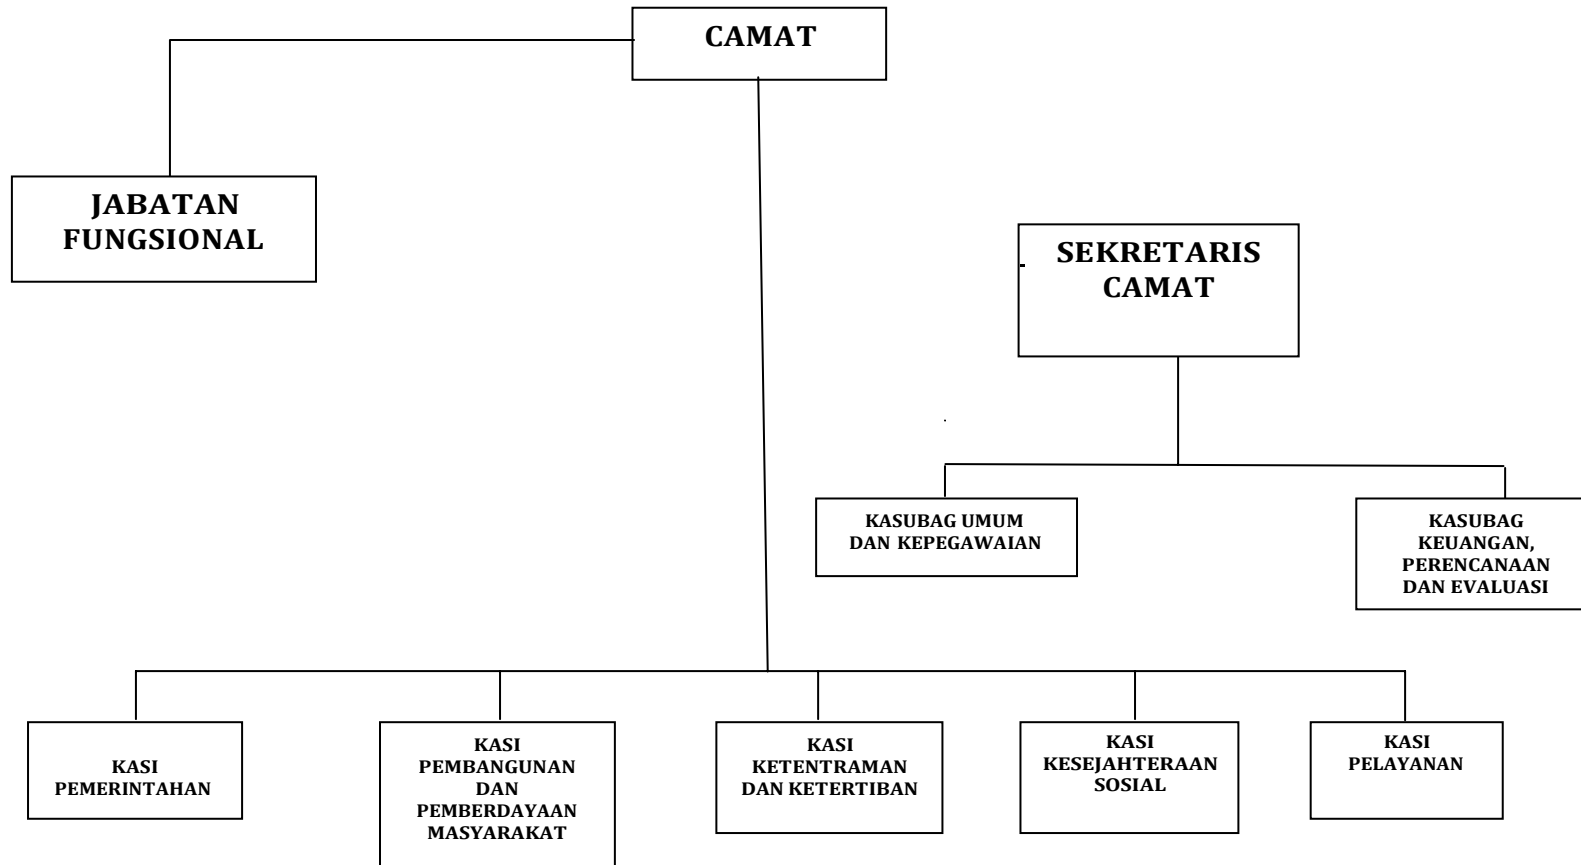 CAMAT
JABATAN
FUNGSIONAL
SEKRETARIS
CAMAT
KASUBAG UMUM
DAN KEPEGAWAIAN
KASUBAG
KEUANGAN,
PERENCANAAN
DAN EVALUASI
KASI
PEMERINTAHAN
KASI
PEMBANGUNAN
DAN
PEMBERDAYAAN
MASYARAKAT
KASI
KETENTRAMAN
DAN KETERTIBAN
KASI
KESEJAHTERAAN
SOSIAL
KASI
PELAYANAN